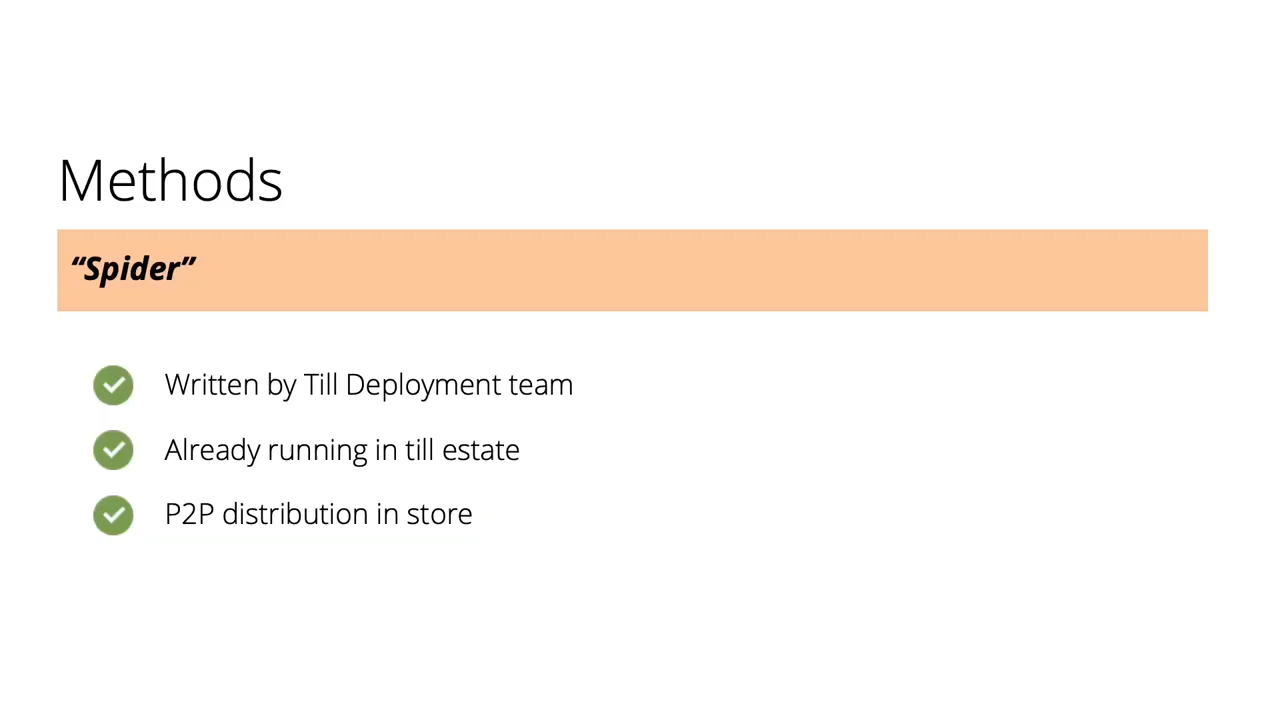 Methods
“Spider”
Written by Till Deployment team
Already running in till estate
P2P distribution in store